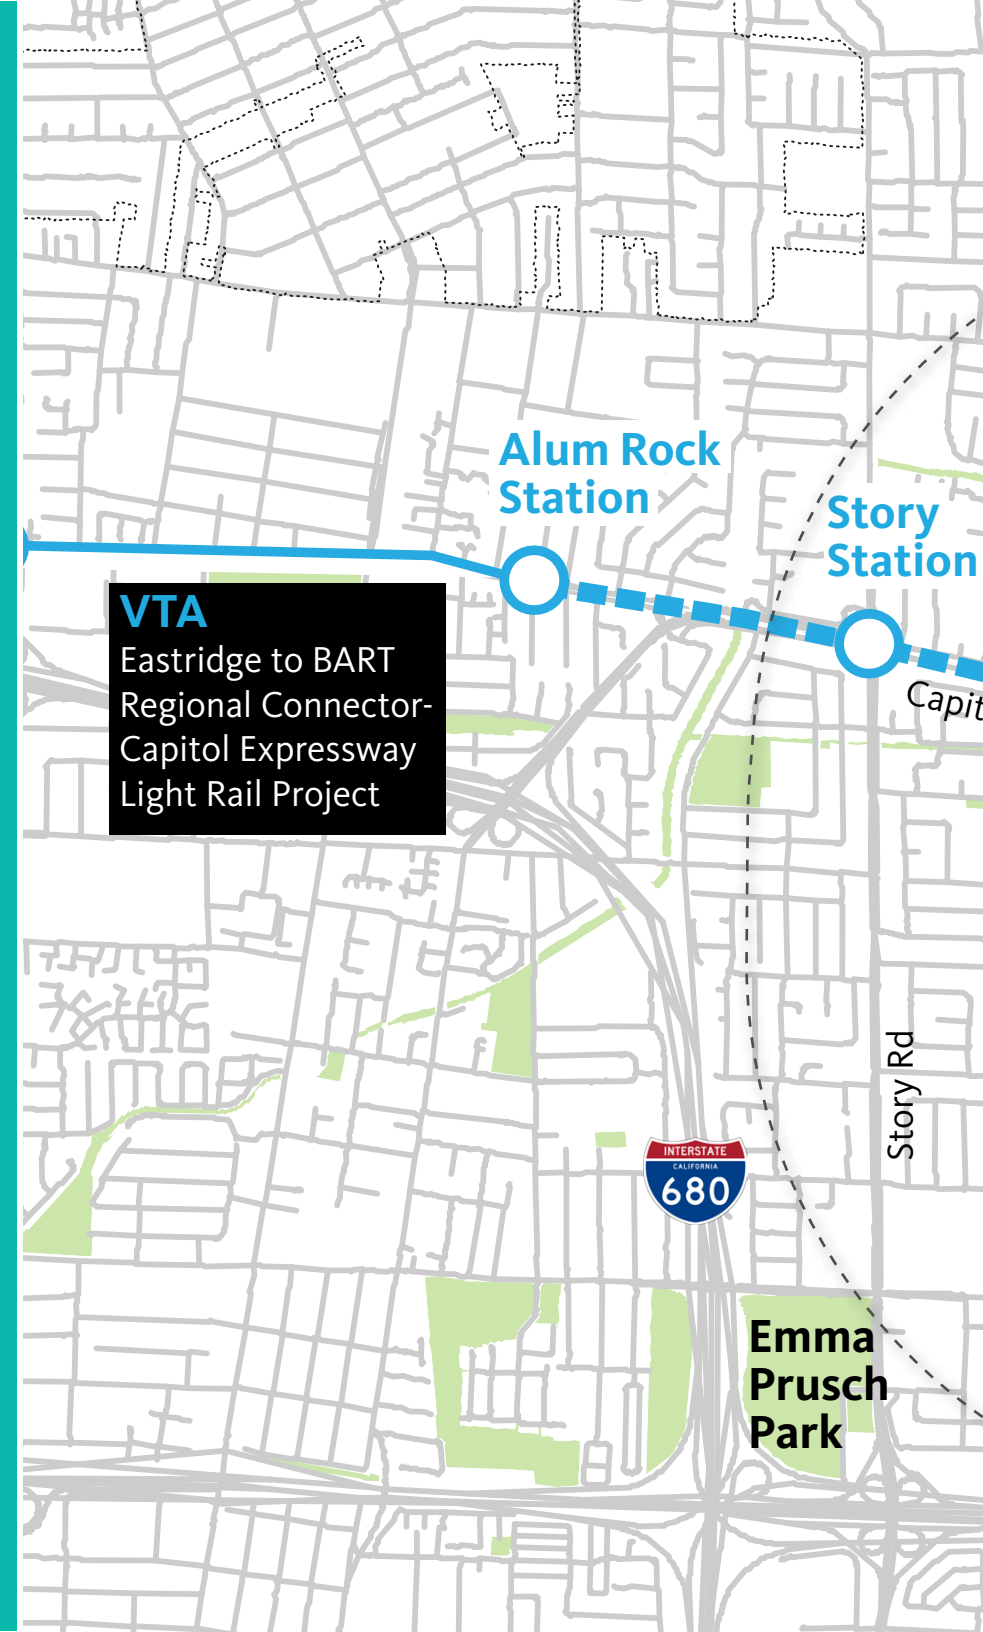 Alum Rock
Station
Story
Station
VTA
Eastridge to BART
Regional Connector-
Capitol Expressway
Light Rail Project
Capit
Story Rd
INTERSTATE
CALIFORNIA
680
Emma
Prusch
Park